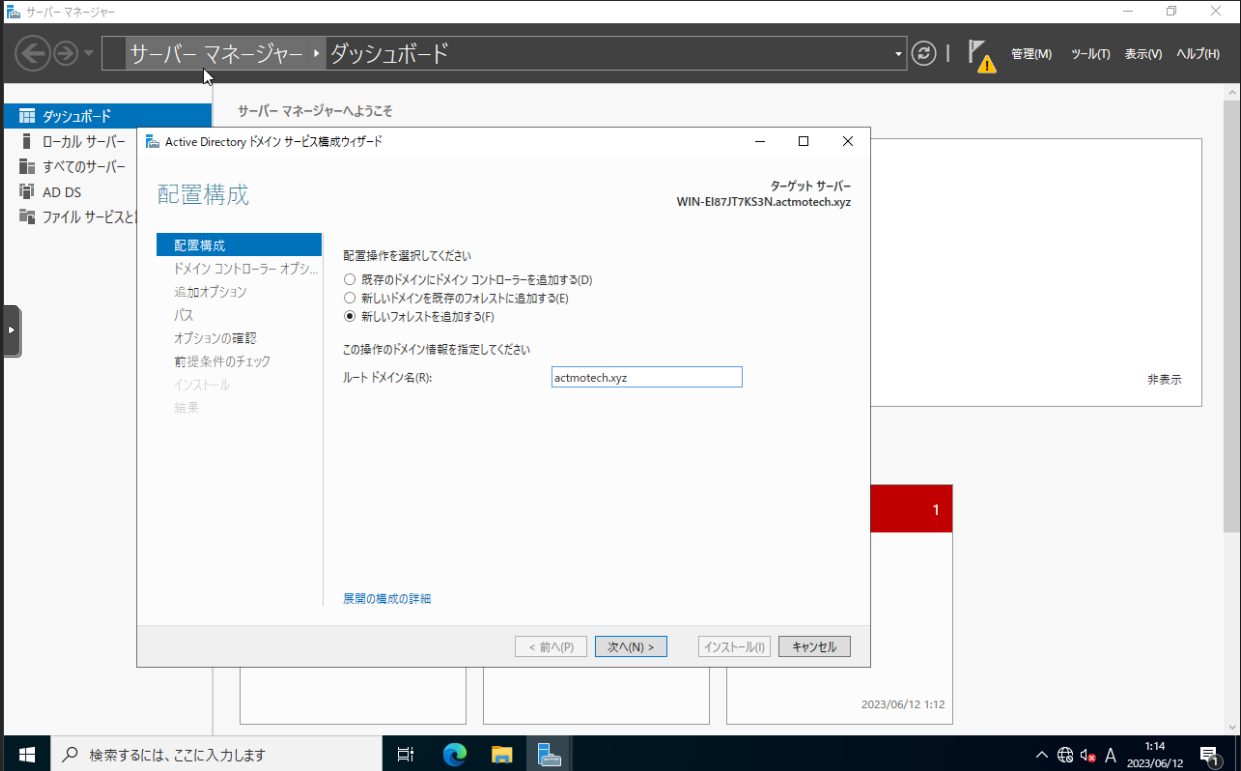 サーバー マネージャー
サーバー マネージャー ・ ダッシュボード
管理(M) ツール(T) 表示(V) ヘルプ(H)
ダッシュボード
ローカル サーバー
すべてのサーバー
AD DS
ファイル サービスと
サーバー マネージャーへようこそ
Active Directory ドメイン サービス構成ウィザード
配置構成
ターゲット サーバー
WIN-EI87JT7KS3N.actmotech.xyz
配置構成
ドメイン コントローラー オプシ...
追加オプション
パス
オプションの確認
前提条件のチェック
インストール
結果
配置操作を選択してください
既存のドメインにドメイン コントローラーを追加する(D)
新しいドメインを既存のフォレストに追加する(E)
新しいフォレストを追加する(F)
この操作のドメイン情報を指定してください
ルート ドメイン名(R): actmotech.xyz
展開の構成の詳細
< 前へ(P) 次へ(N) > インストール(I) キャンセル
非表示
1
2023/06/12 1:12
検索するには、ここに入力します
A
1:14
2023/06/12
1